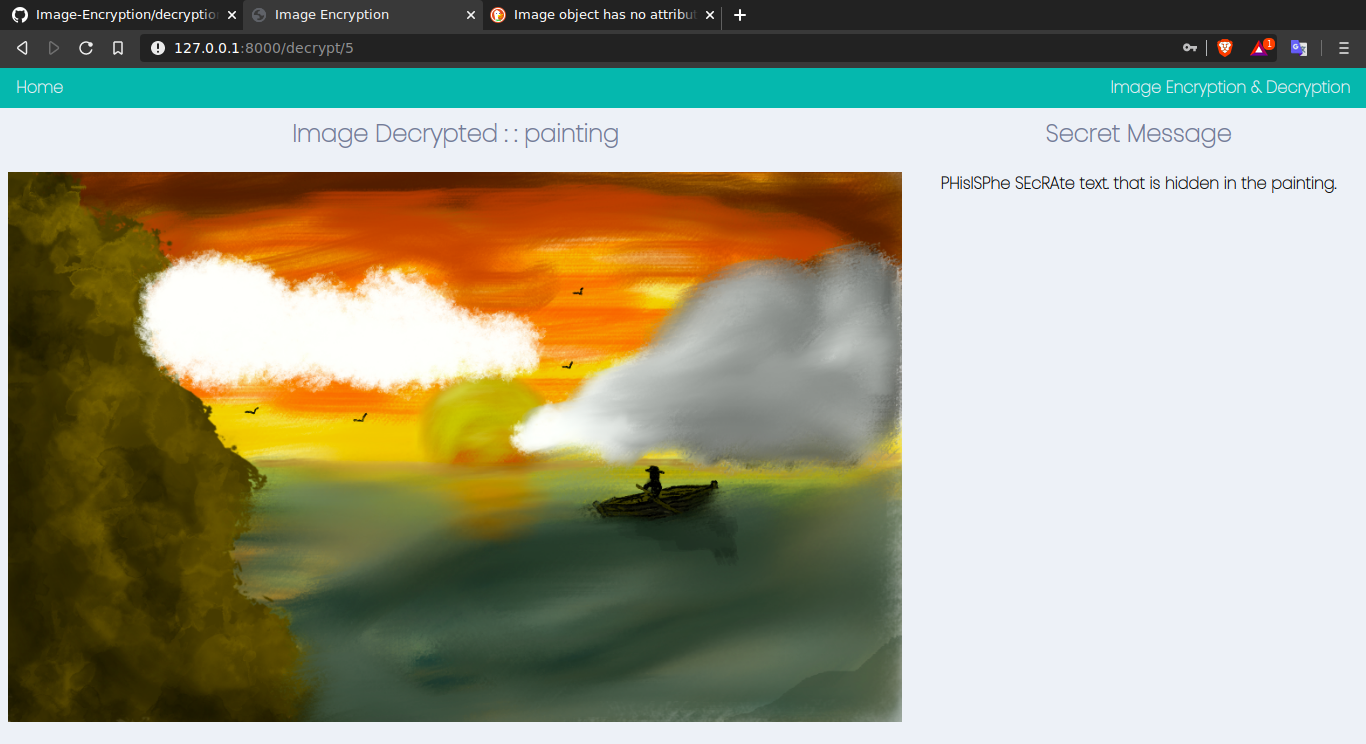 Image-Encryption/decryptio
Image Encryption
Image object has no attribut
127.0.0.1:8000/decrypt/5
1
Home
Image Encryption & Decryption
Image Decrypted : : painting
Secret Message
PHisISPhe SEcRAte text. that is hidden in the painting.